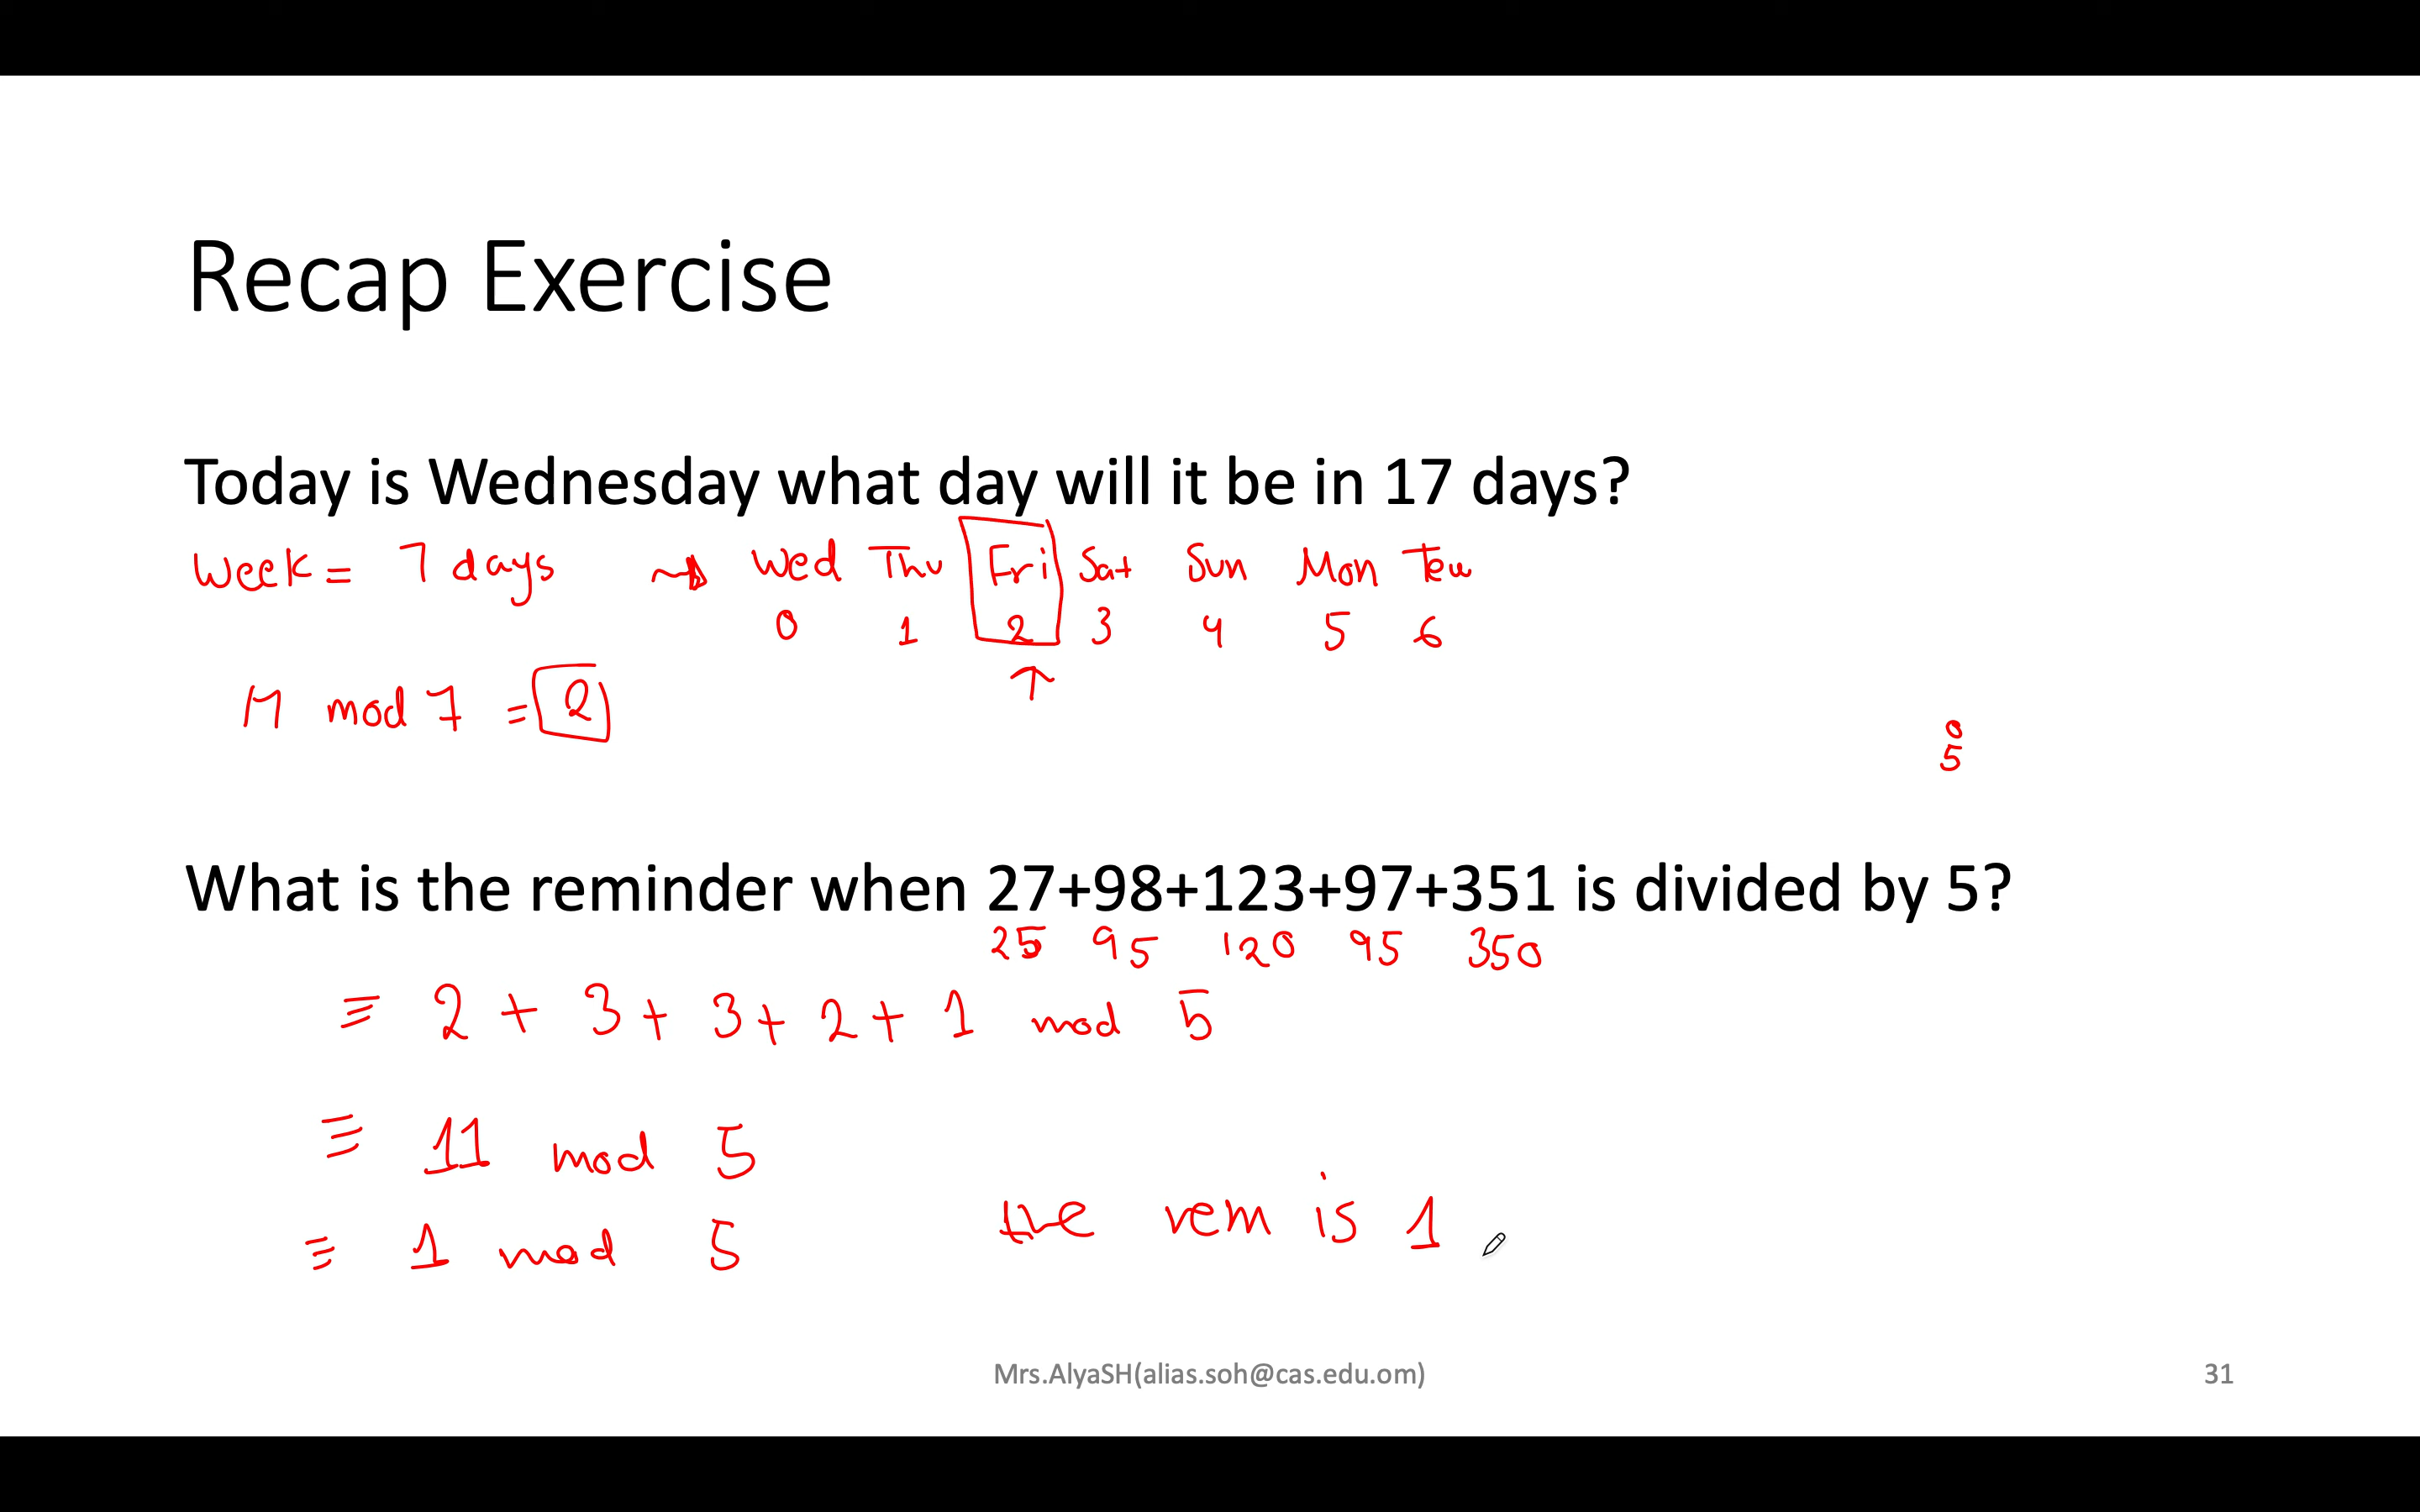 Recap Exercise
Today is Wednesday what day will it be in 17 days?
Week = 7 days Wed Thu Fri Sat Sun Mon Teu
0 1 2 3 4 5 6
17 mod 7 = 2
0
5
What is the reminder when 27+98+123+97+351 is divided by 5?
25 95 120 95 350
≡ 2 + 3 + 3 + 2 + 1 mod 5
≡ 11 mod 5
≡ 1 mod 5
the rem is 1
Mrs.AlyaSH(alias.soh@cas.edu.om)
31